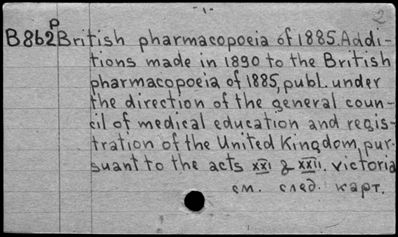 - 1 -
2
P
B862 British pharmacopoeia of 1885. Addi-
tions made in 1890 to the British
pharmacopoeia of 1885, publ. under
the direction of the general coun-
cil of medical education and regis-
tration of the United Kingdom, pur-
suant to the acts XXI & XXII. victoria
см. след. карт.